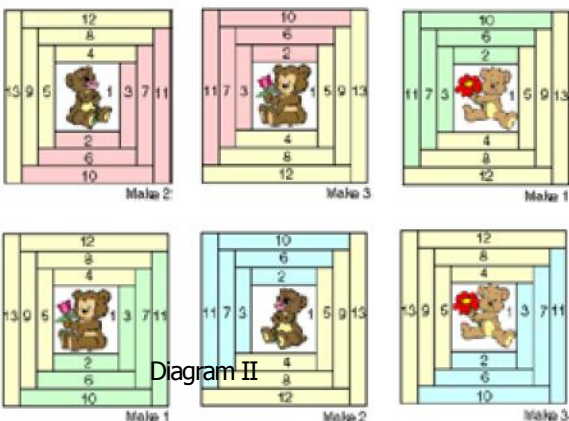 12 10 10
8 6 6
4 2 2
13 9 5 1 3 7 11 11 7 3 1 5 9 13 11 7 3 1 5 9 13
2 4 4
6 8 8
10 12 12
Make 2 Make 3 Make 1
12 10 12
8 6 8
4 2 4
13 9 5 1 3 7 11 11 7 3 1 5 9 13 13 9 5 1 3 7 11
2 4 2
6 8 6
10 12 10
Diagram II
Make 1 Make 2 Make 3